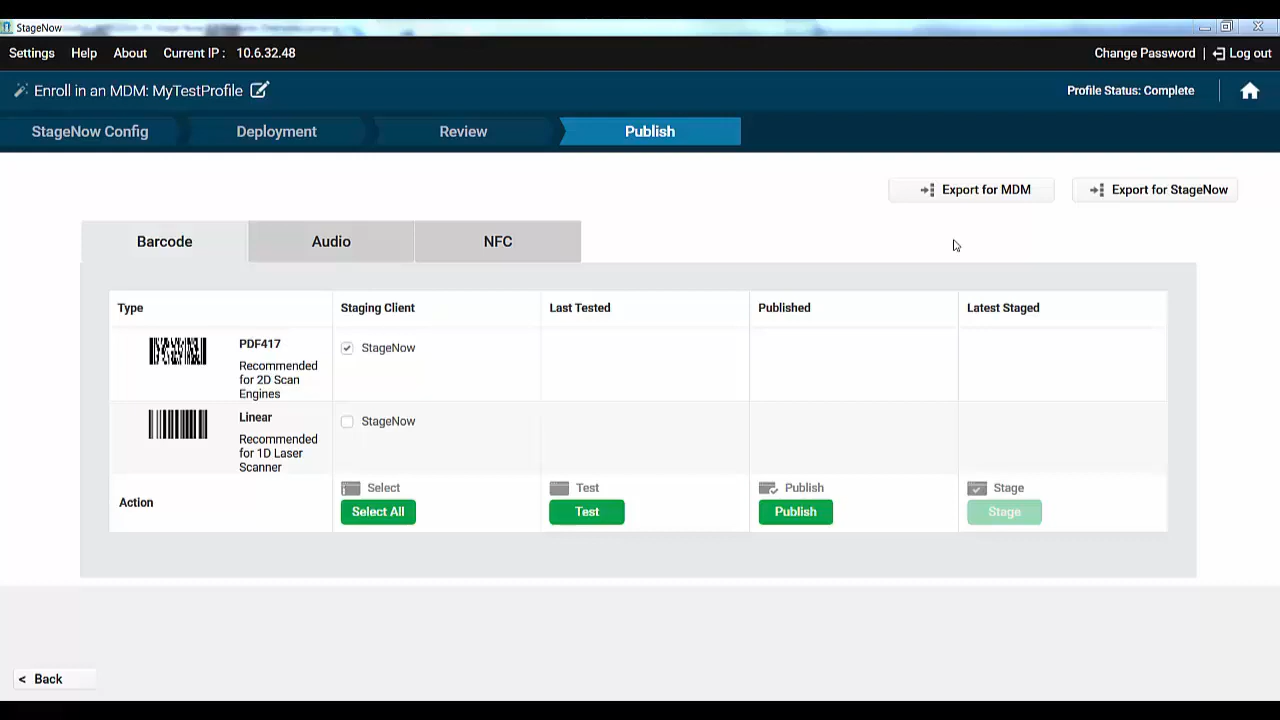 StageNow
Settings Help About Current IP : 10.6.32.48 Change Password | Log out
Enroll in an MDM: MyTestProfile Profile Status: Complete
StageNow Config Deployment Review Publish
Export for MDM Export for StageNow
Barcode Audio NFC
Type Staging Client Last Tested Published Latest Staged
PDF417
StageNow
Recommended
for 2D Scan
Engines
Linear
StageNow
Recommended
for 1D Laser
Scanner
Action
Select Test Publish Stage
Select All Test Publish Stage
< Back